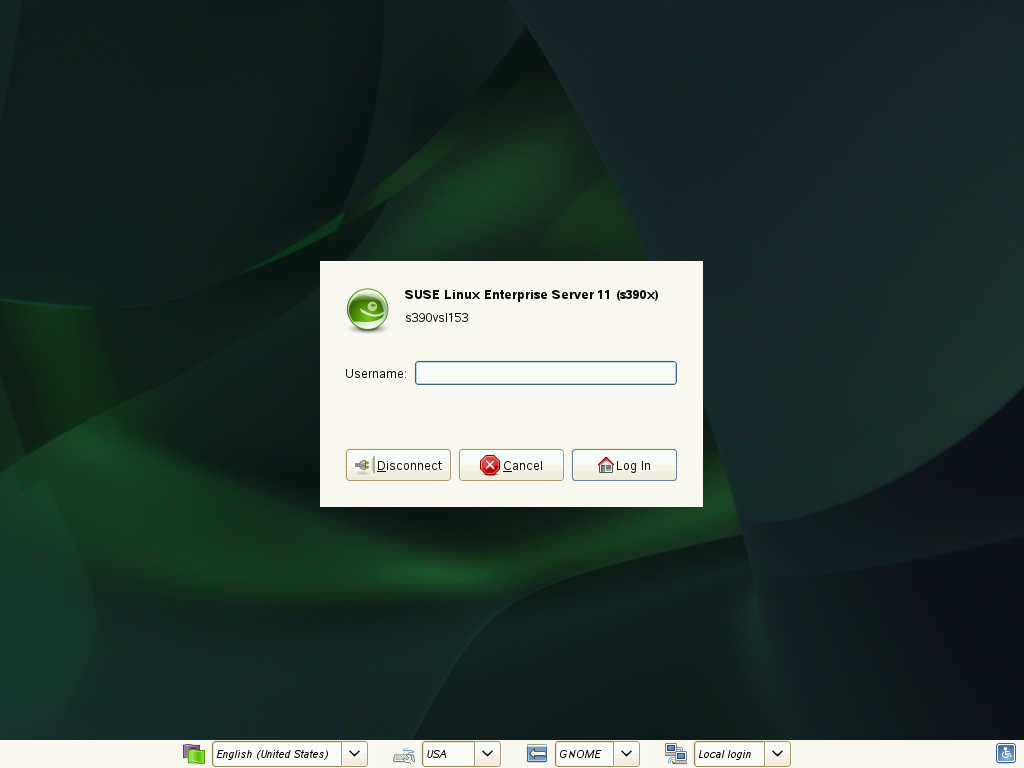 SUSE Linux Enterprise Server 11 (s390x)
s390vsl153
Username:
Disconnect
Cancel
Log In
English (United States)
USA
GNOME
Local login